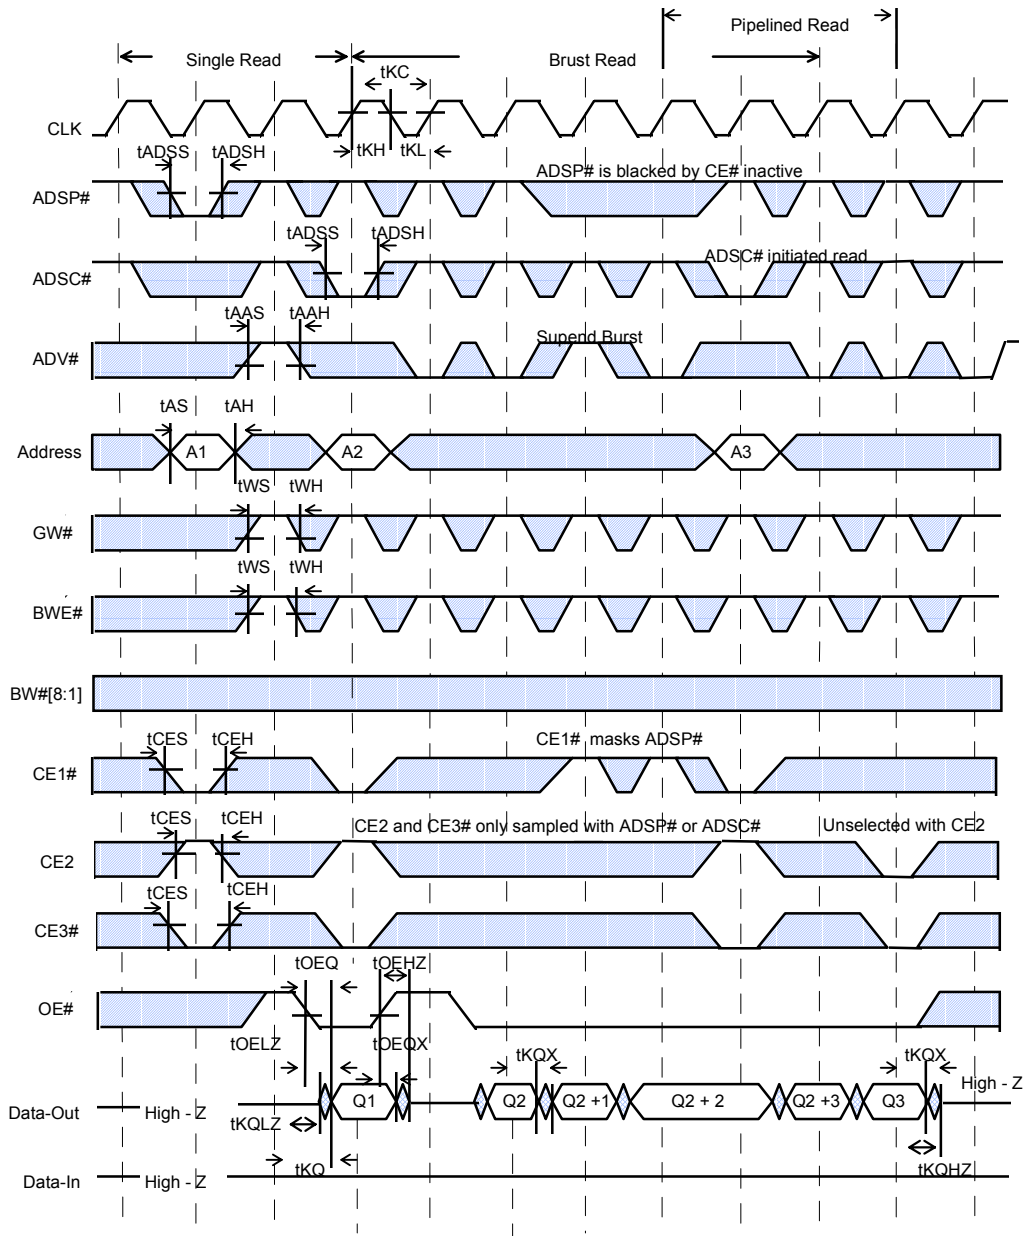 Pipelined Read
Single Read
Brust Read
tKC
CLK
tADSS
tADSH
tKH
tKL
ADSP# is blacked by CE# inactive
ADSP#
tADSS
tADSH
ADSC# initiated read
ADSC#
tAAS
tAAH
Supend Burst
ADV#
tAS
tAH
Address
A1
A2
A3
tWS
tWH
GW#
tWS
tWH
BWE#
BW#[8:1]
tCES
tCEH
CE1# masks ADSP#
CE1#
tCES
tCEH
CE2 and CE3# only sampled with ADSP# or ADSC#
Unselected with CE2
CE2
tCES
tCEH
CE3#
tOEQ
tOEHZ
OE#
tOELZ
tOEQX
tKQX
tKQX
High - Z
Data-Out
High - Z
Q1
Q2
Q2 +1
Q2 + 2
Q2 +3
Q3
tKQLZ
tKQ
tKQHZ
Data-In
High - Z